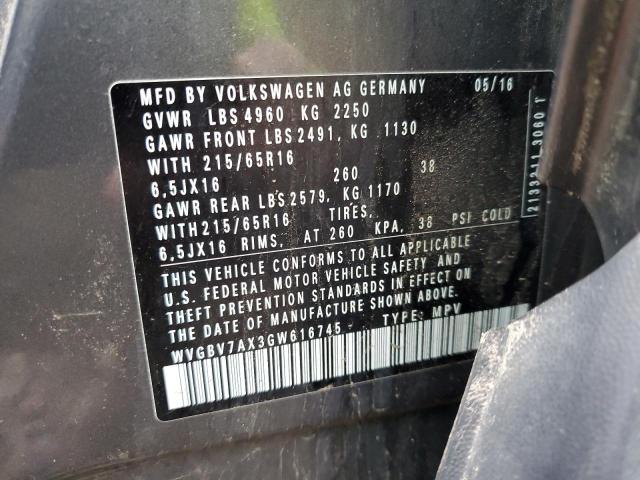 MFD BY VOLKSWAGEN AG GERMANY 05/16
GVWR LBS 4960 KG 2250
GAWR FRONT LBS 2491, KG 1130
WITH 215/65R16
6,5JX16 260 38
GAWR REAR LBS 2579, KG 1170
WITH 215/65R16 TIRES,
6,5JX16 RIMS, AT 260 KPA, 38 PSI COLD
THIS VEHICLE CONFORMS TO ALL APPLICABLE
U.S. FEDERAL MOTOR VEHICLE SAFETY AND
THEFT PREVENTION STANDARDS IN EFFECT ON
THE DATE OF MANUFACTURE SHOWN ABOVE.
WVGBV7AX3GW616745 TYPE: MPV
2133211 3060 T